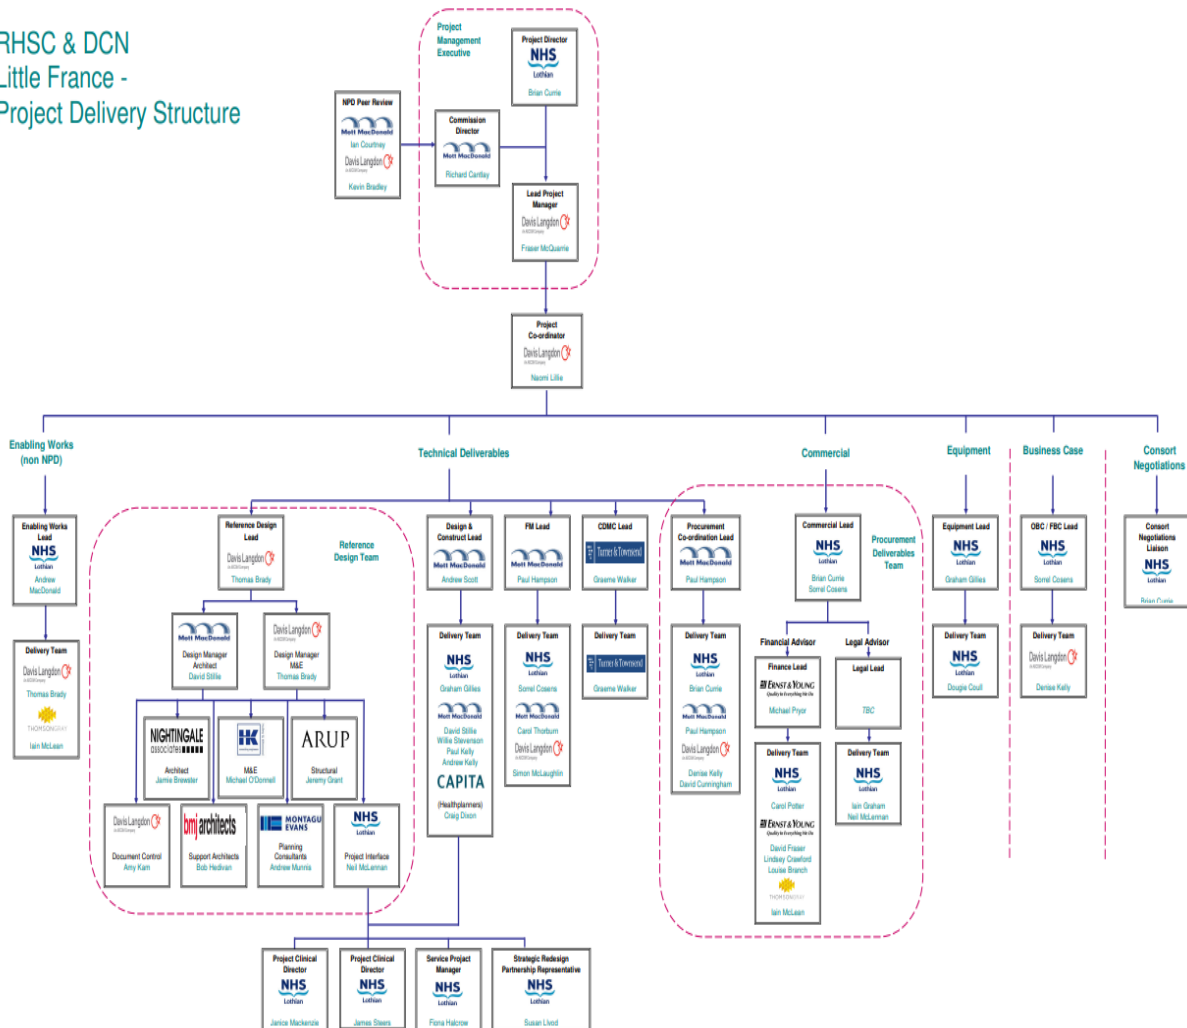 RHSC & DCN
Little France -
Project Delivery Structure
Project
Management
Executive
Project Director
NHS
Lothian
Brian Currie
NPD Peer Review
Mott MacDonald
Ian Courtney
Davis Langdon
Kevin Bradley
Commission
Director
Mott MacDonald
Richard Cantlay
Lead Project
Manager
Davis Langdon
Fraser McQuarrie
Project
Co-ordinator
Davis Langdon
Naomi Lillie
Enabling Works
(non NPD)
Technical Deliverables
Commercial
Equipment
Business Case
Consort
Negotiations
Enabling Works
Lead
NHS
Lothian
Andrew
MacDonald
Delivery Team
Davis Langdon
Thomas Brady
THOMSONGRAY
Iain McLean
Reference Design
Lead
Davis Langdon
Thomas Brady
Reference
Design Team
Mott MacDonald
Design Manager
Architect
David Stillie
Davis Langdon
Design Manager
M&E
Thomas Brady
NIGHTINGALE
associates
Architect
Jamie Brewster
HK
M&E
Michael O'Donnell
ARUP
Structural
Jeremy Grant
Davis Langdon
Document Control
Amy Kam
bmj architects
Support Architects
Bob Hedivan
MONTAGU
EVANS
Planning
Consultants
Andrew Munnis
NHS
Lothian
Project Interface
Neil McLennan
Design &
Construct Lead
Mott MacDonald
Andrew Scott
Delivery Team
NHS
Lothian
Graham Gillies
Mott MacDonald
David Stillie
Willie Stevenson
Paul Kelly
Andrew Kelly
CAPITA
(Healthplanners)
Craig Dixon
FM Lead
Mott MacDonald
Paul Hampson
Delivery Team
NHS
Lothian
Sorrel Cosens
Mott MacDonald
Carol Thorburn
Davis Langdon
Simon McLaughlin
CDMC Lead
Turner & Townsend
Graeme Walker
Delivery Team
Turner & Townsend
Graeme Walker
Procurement
Co-ordination Lead
Mott MacDonald
Paul Hampson
Delivery Team
NHS
Lothian
Brian Currie
Mott MacDonald
Paul Hampson
Davis Langdon
Denise Kelly
David Cunningham
Commercial Lead
NHS
Lothian
Brian Currie
Sorrel Cosens
Procurement
Deliverables
Team
Financial Advisor
Finance Lead
ERNST & YOUNG
Quality In Everything We Do
Michael Pryor
Delivery Team
NHS
Lothian
Carol Potter
ERNST & YOUNG
Quality In Everything We Do
David Fraser
Lindsey Crawford
Louise Branch
THOMSONGRAY
Iain McLean
Legal Advisor
Legal Lead
TBC
Delivery Team
NHS
Lothian
Iain Graham
Neil McLennan
Equipment Lead
NHS
Lothian
Graham Gillies
Delivery Team
NHS
Lothian
Dougie Coull
OBC / FBC Lead
NHS
Lothian
Sorrel Cosens
Delivery Team
Davis Langdon
Denise Kelly
Consort
Negotiations
Liaison
NHS
Lothian
Brian Currie
Project Clinical
Director
NHS
Lothian
Janice Mackenzie
Project Clinical
Director
NHS
Lothian
James Steers
Service Project
Manager
NHS
Lothian
Fiona Halcrow
Strategic Redesign
Partnership Representative
NHS
Lothian
Susan Llvod